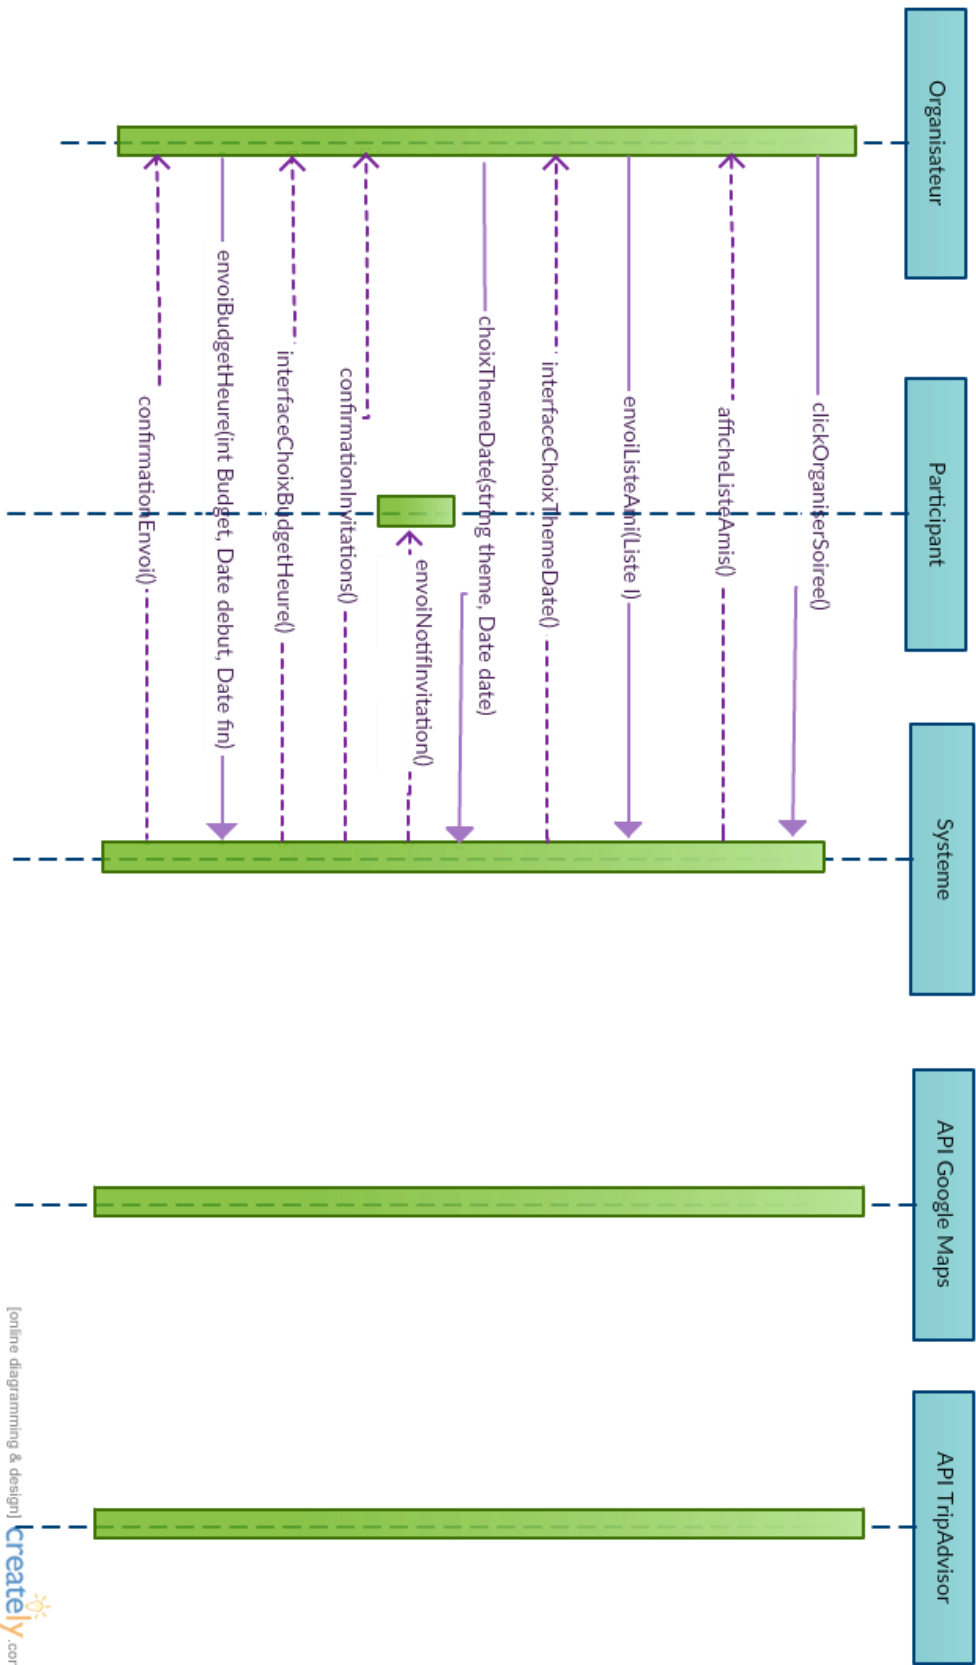 Organisateur
Participant
Systeme
API Google Maps
API TripAdvisor
clickOrganiserSoiree()
afficheListeAmis()
envoiListeAmi(Liste l)
interfaceChoixThemeDate()
choixThemeDate(string theme, Date date)
envoiNotifInvitation()
confirmationInvitations()
interfaceChoixBudgetHeure()
envoiBudgetHeure(int Budget, Date debut, Date fin)
confirmationEnvoi()
[online diagramming & design] creately.com